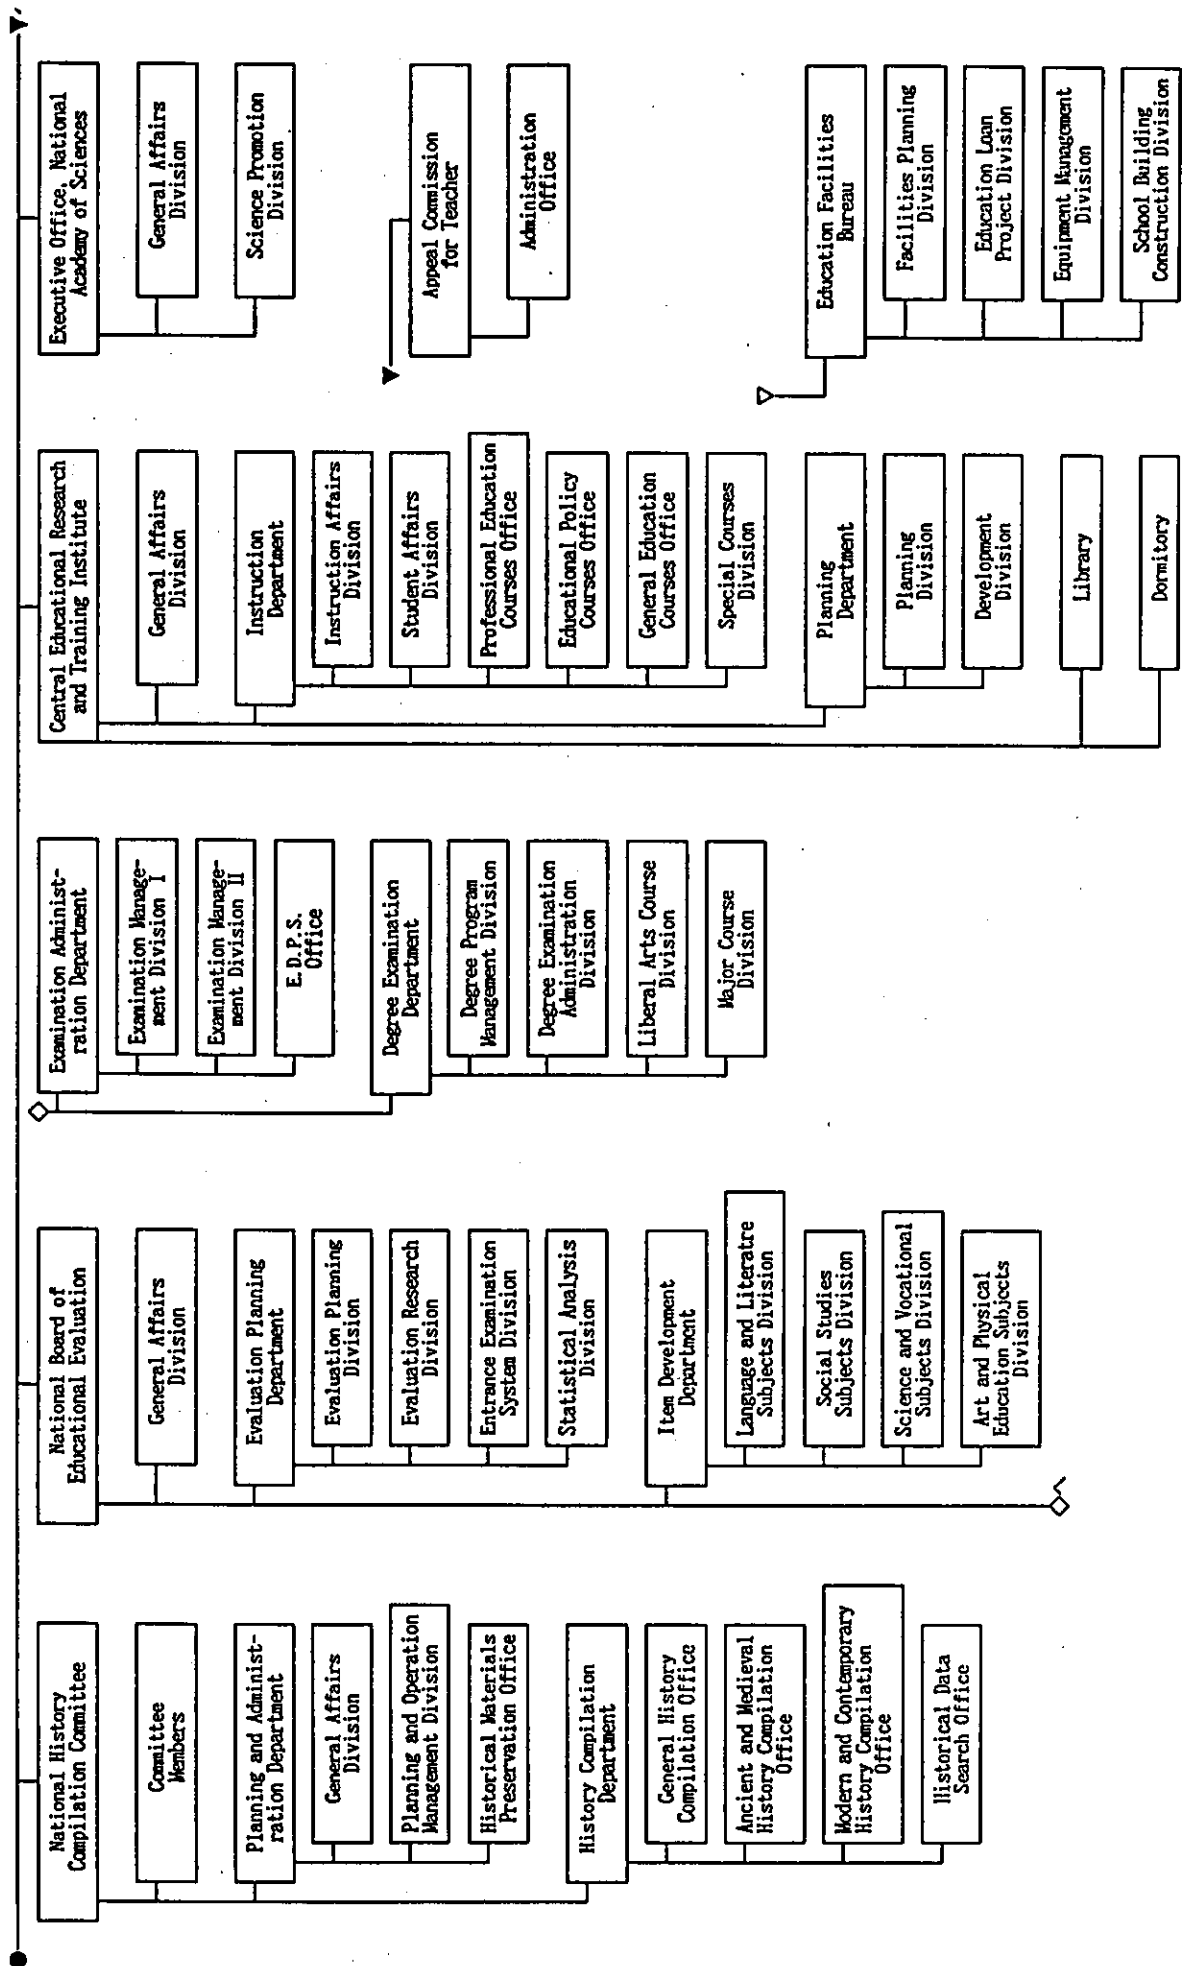 National History
Compilation Committee
Committee
Members
Planning and Administ-
ration Department
General Affairs
Division
Planning and Operation
Management Division
Historical Materials
Preservation Office
History Compilation
Department
General History
Compilation Office
Ancient and Medieval
History Compilation
Office
Modern and Contemporary
History Compilation
Office
Historical Data
Search Office
National Board of
Educational Evaluation
General Affairs
Division
Evaluation Planning
Department
Evaluation Planning
Division
Evaluation Research
Division
Entrance Examination
System Division
Statistical Analysis
Division
Item Development
Department
Language and Literatre
Subjects Division
Social Studies
Subjects Division
Science and Vocational
Subjects Division
Art and Physical
Education Subjects
Division
Examination Administ-
ration Department
Examination Manage-
ment Division I
Examination Manage-
ment Division II
E.D.P.S.
Office
Degree Examination
Department
Degree Program
Management Division
Degree Examination
Administration
Division
Liberal Arts Course
Division
Major Course
Division
Central Educational Research
and Training Institute
General Affairs
Division
Instruction
Department
Instruction Affairs
Division
Student Affairs
Division
Professional Education
Courses Office
Educational Policy
Courses Office
General Education
Courses Office
Special Courses
Division
Planning
Department
Planning
Division
Development
Division
Library
Dormitory
Executive Office, National
Academy of Sciences
General Affairs
Division
Science Promotion
Division
Appeal Commission
for Teacher
Administration
Office
Education Facilities
Bureau
Facilities Planning
Division
Education Loan
Project Division
Equipment Management
Division
School Building
Construction Division